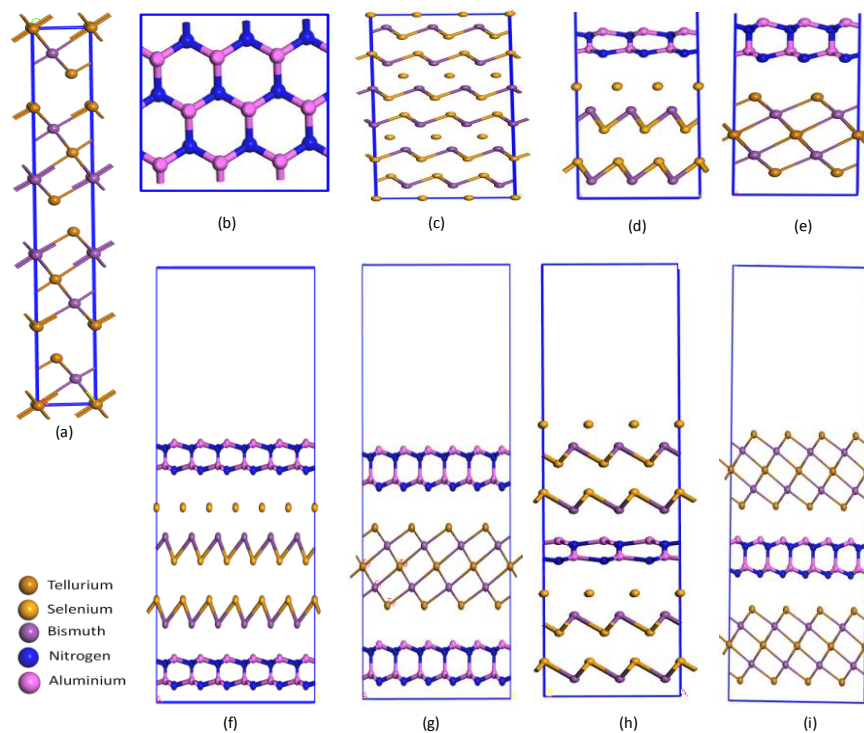 (a)
(b)
(c)
(d)
(e)
Tellurium
Selenium
Bismuth
Nitrogen
Aluminium
(f)
(g)
(h)
(i)